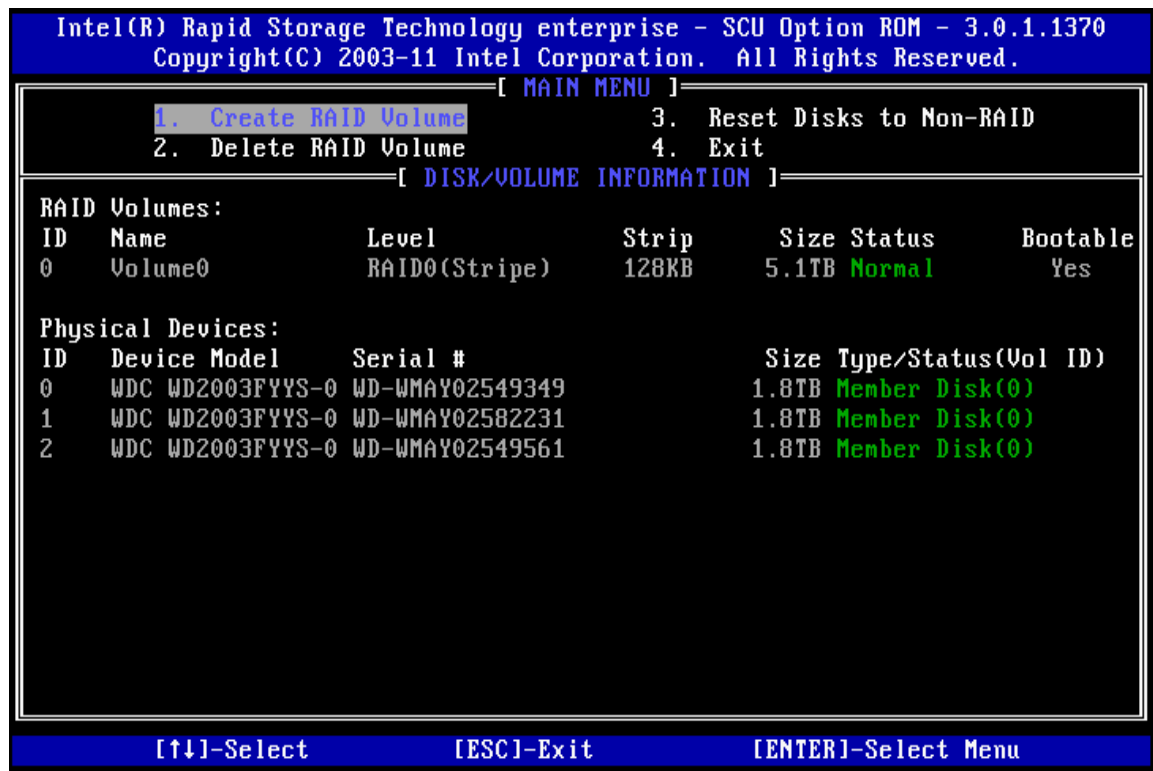 Intel(R) Rapid Storage Technology enterprise - SCU Option ROM - 3.0.1.1370
Copyright(C) 2003-11 Intel Corporation. All Rights Reserved.
[ MAIN MENU ]
1. Create RAID Volume 3. Reset Disks to Non-RAID
2. Delete RAID Volume 4. Exit
[ DISK/VOLUME INFORMATION ]
RAID Volumes:
ID Name Level Strip Size Status Bootable
0 Volume0 RAID0(Stripe) 128KB 5.1TB Normal Yes
Physical Devices:
ID Device Model Serial # Size Type/Status(Vol ID)
0 WDC WD2003FYYS-0 WD-WMAY02549349 1.8TB Member Disk(0)
1 WDC WD2003FYYS-0 WD-WMAY02582231 1.8TB Member Disk(0)
2 WDC WD2003FYYS-0 WD-WMAY02549561 1.8TB Member Disk(0)
[↑↓]-Select [ESC]-Exit [ENTER]-Select Menu